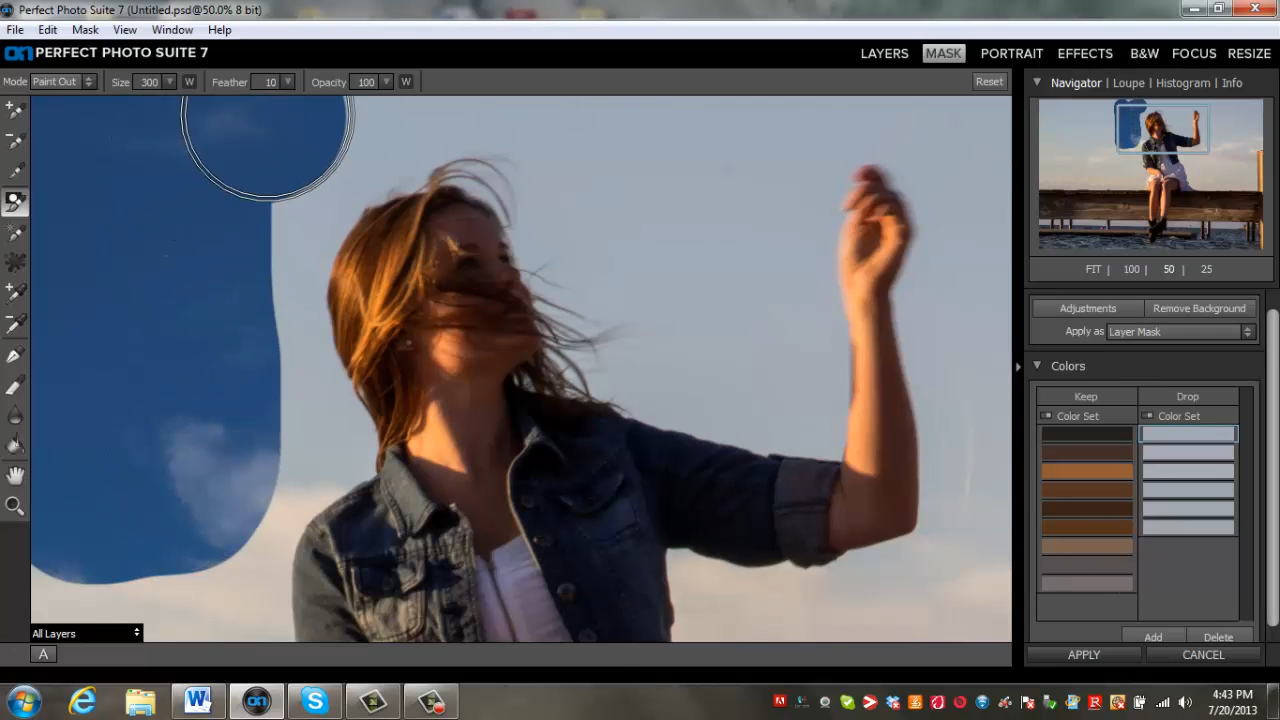 Perfect Photo Suite 7 (Untitled.psd@50.0% 8 bit)
File Edit Mask View Window Help
on PERFECT PHOTO SUITE 7 LAYERS MASK PORTRAIT EFFECTS B&W FOCUS RESIZE
Mode Paint Out Size 300 W Feather 10 Opacity 100 W Reset
Navigator Loupe Histogram Info
FIT 100 50 25
Adjustments Remove Background
Apply as Layer Mask
Colors
Keep Drop
Color Set Color Set
Add Delete
All Layers
A APPLY CANCEL
4:43 PM
7/20/2013